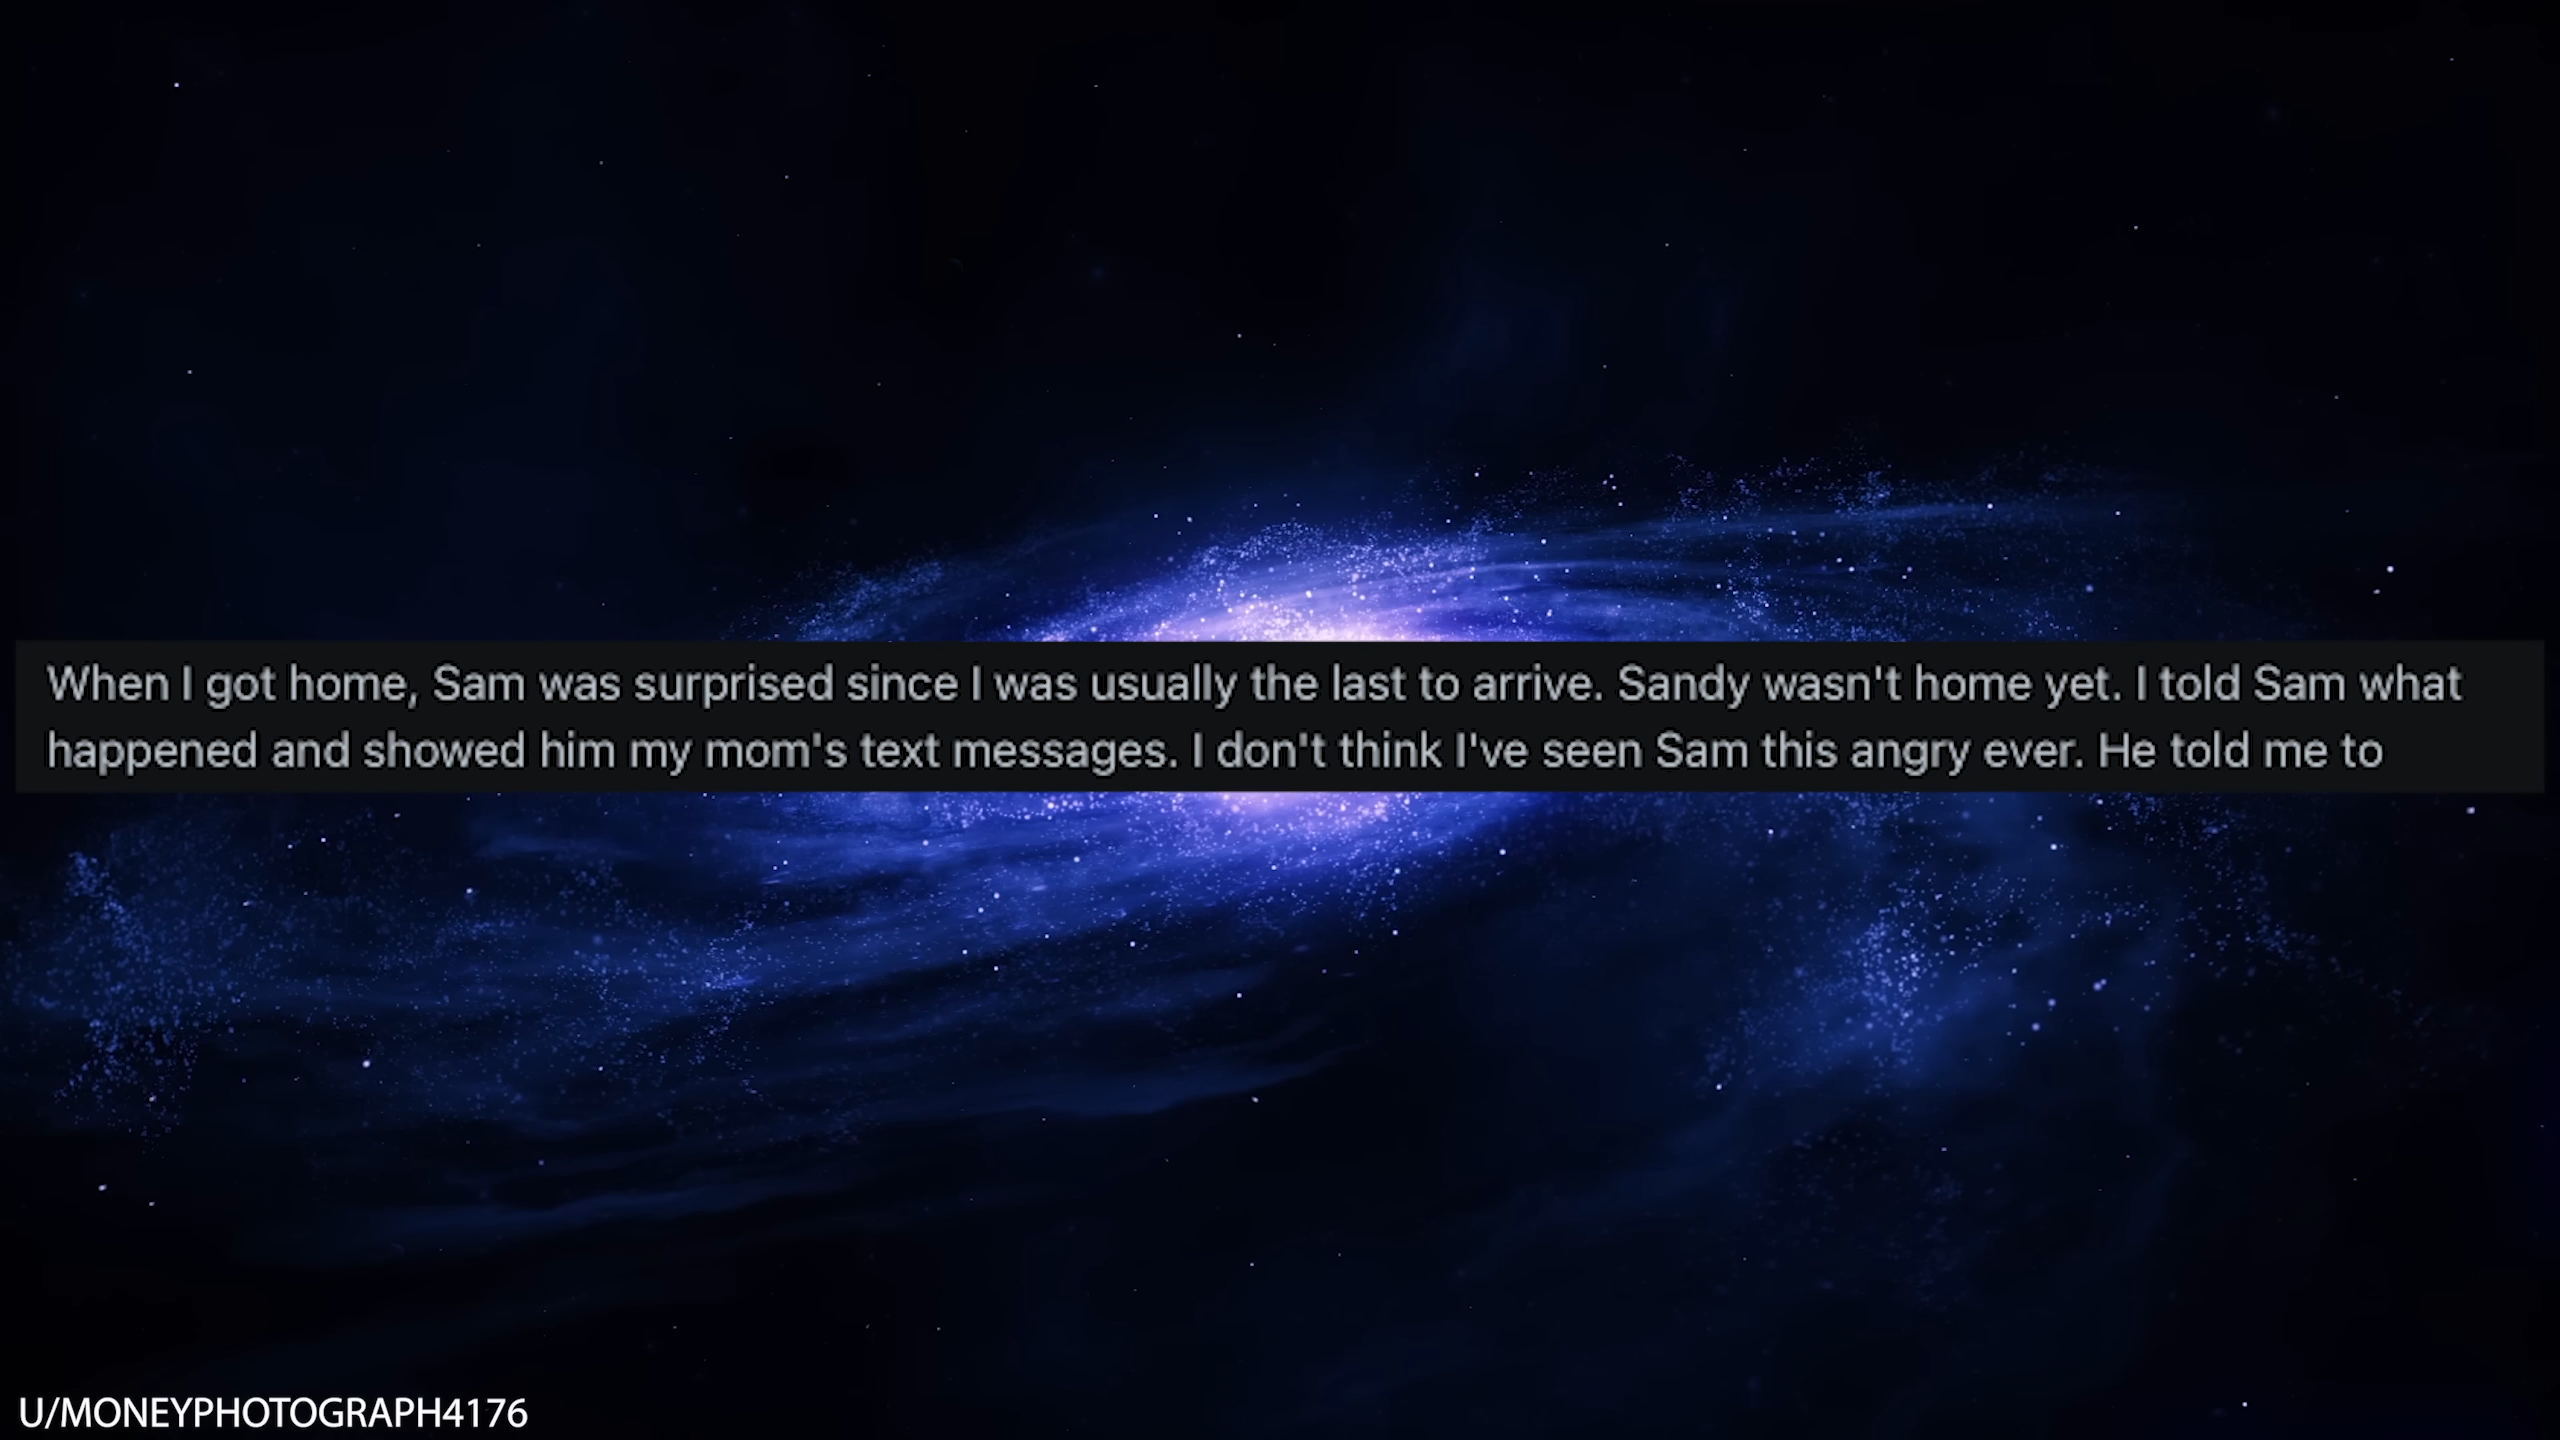 When I got home, Sam was surprised since I was usually the last to arrive. Sandy wasn't home yet. I told Sam what
happened and showed him my mom's text messages. I don't think I've seen Sam this angry ever. He told me to
U/MONEYPHOTOGRAPH4176